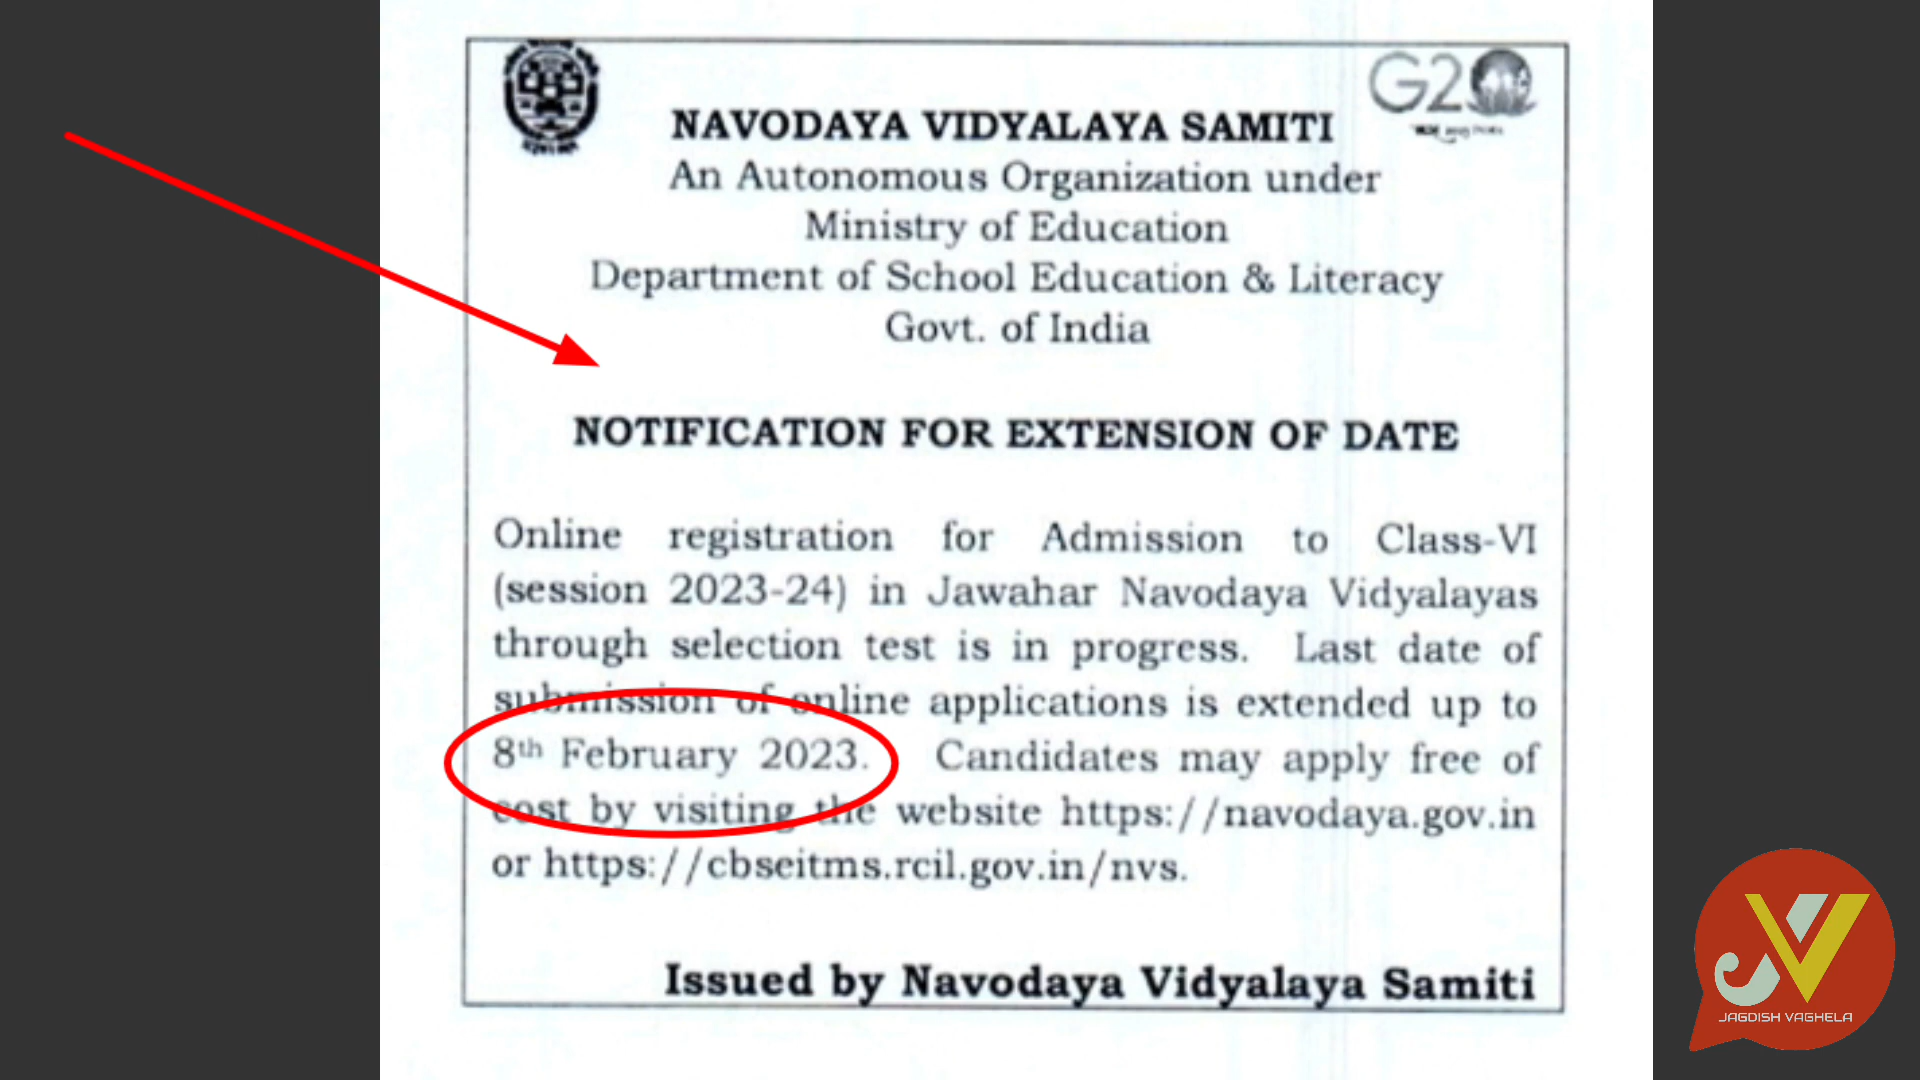 G20
NAVODAYA VIDYALAYA SAMITI
An Autonomous Organization under
Ministry of Education
Department of School Education & Literacy
Govt. of India
NOTIFICATION FOR EXTENSION OF DATE
Online registration for Admission to Class-VI
(session 2023-24) in Jawahar Navodaya Vidyalayas
through selection test is in progress. Last date of
submission of online applications is extended up to
8th February 2023. Candidates may apply free of
cost by visiting the website https://navodaya.gov.in
or https://cbseitms.rcil.gov.in/nvs.
Issued by Navodaya Vidyalaya Samiti
JV
JAGDISH VAGHELA